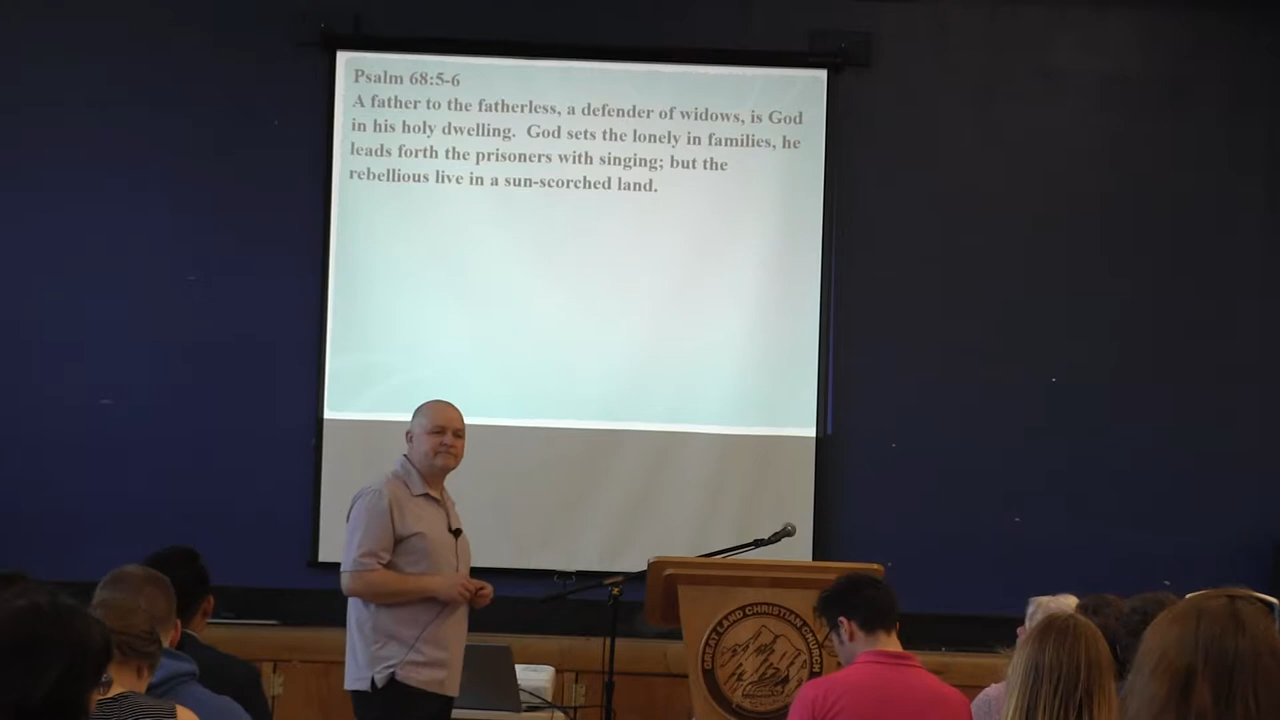 Psalm 68:5-6
A father to the fatherless, a defender of widows, is God
in his holy dwelling.  God sets the lonely in families, he
leads forth the prisoners with singing; but the
rebellious live in a sun-scorched land.
GREAT LAND CHRISTIAN CHURCH